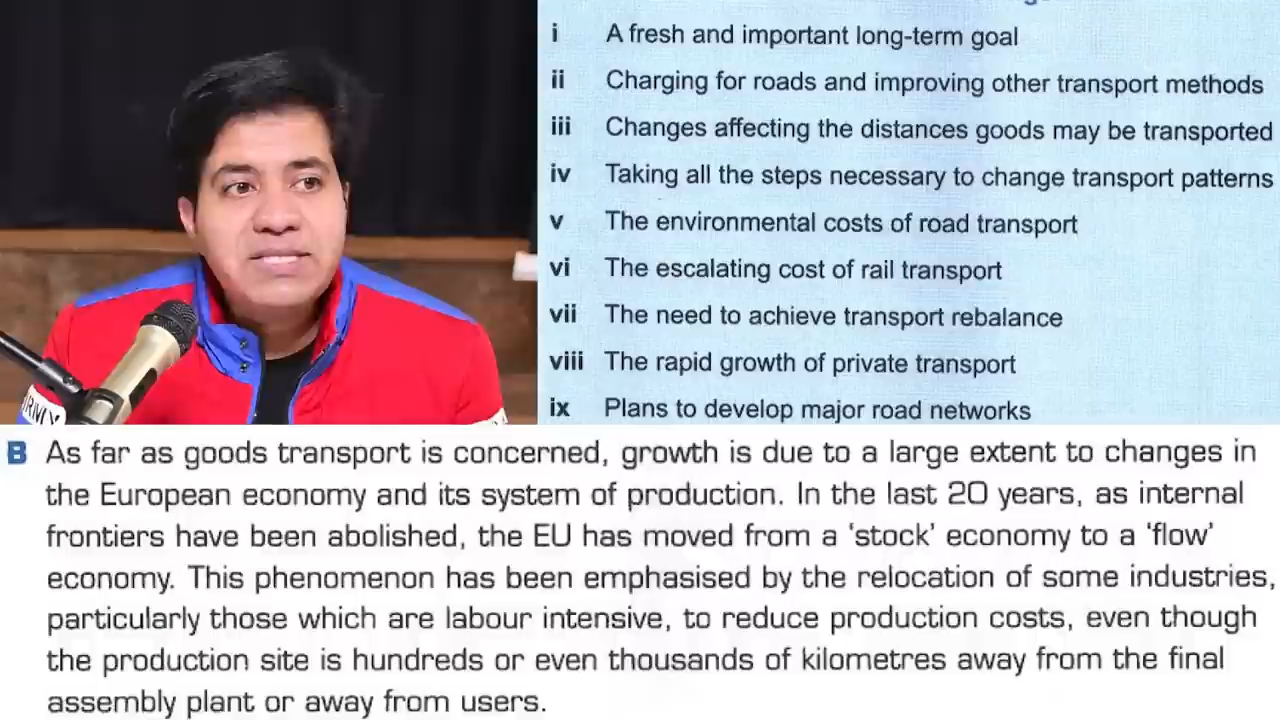 i A fresh and important long-term goal
ii Charging for roads and improving other transport methods
iii Changes affecting the distances goods may be transported
iv Taking all the steps necessary to change transport patterns
v The environmental costs of road transport
vi The escalating cost of rail transport
vii The need to achieve transport rebalance
viii The rapid growth of private transport
ix Plans to develop major road networks
B As far as goods transport is concerned, growth is due to a large extent to changes in
the European economy and its system of production. In the last 20 years, as internal
frontiers have been abolished, the EU has moved from a ‘stock’ economy to a ‘flow’
economy. This phenomenon has been emphasised by the relocation of some industries,
particularly those which are labour intensive, to reduce production costs, even though
the production site is hundreds or even thousands of kilometres away from the final
assembly plant or away from users.